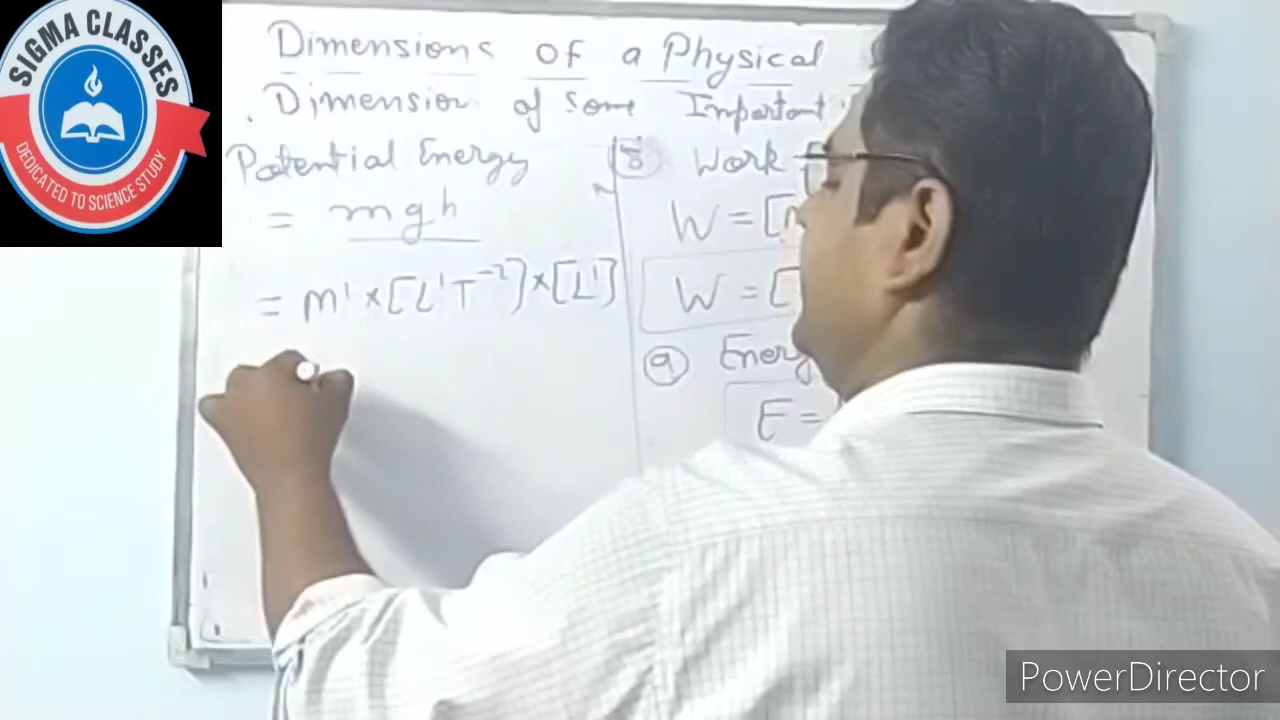 SIGMA CLASSES
DEDICATED TO SCIENCE STUDY
Dimensions of a Physical
Dimension of Some Important
Potential Energy
= mgh
= M¹ × [L¹T⁻²] × [L¹]
8 Work
W = [
W = [
9 Energy
E =
PowerDirector